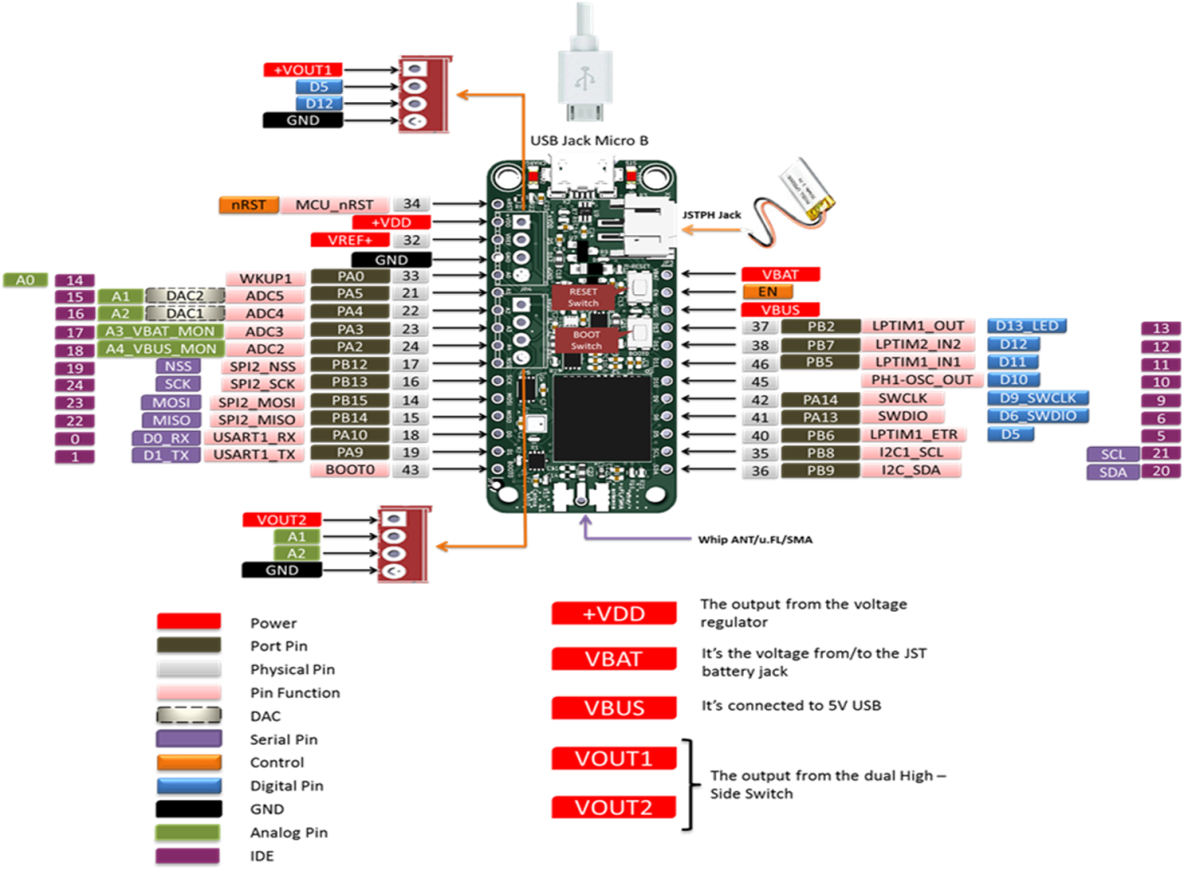 +VOUT1
D5
D12
GND
USB Jack Micro B
JSTPH Jack
nRST MCU_nRST 34
+VDD
VREF+ 32
GND
A0 14 WKUP1 PA0 33
15 A1 DAC2 ADC5 PA5 21
16 A2 DAC1 ADC4 PA4 22
17 A3_VBAT_MON ADC3 PA3 23
18 A4_VBUS_MON ADC2 PA2 24
19 NSS SPI2_NSS PB12 17
24 SCK SPI2_SCK PB13 16
23 MOSI SPI2_MOSI PB15 14
22 MISO SPI2_MISO PB14 15
0 D0_RX USART1_RX PA10 18
1 D1_TX USART1_TX PA9 19
BOOT0 43
RESET
Switch
BOOT
Switch
VBAT
EN
VBUS
37 PB2 LPTIM1_OUT D13_LED 13
38 PB7 LPTIM2_IN2 D12 12
46 PB5 LPTIM1_IN1 D11 11
45 PH1-OSC_OUT D10 10
42 PA14 SWCLK D9_SWCLK 9
41 PA13 SWDIO D6_SWDIO 6
40 PB6 LPTIM1_ETR D5 5
35 PB8 I2C1_SCL SCL 21
36 PB9 I2C_SDA SDA 20
VOUT2
A1
A2
GND
Whip ANT/u.FL/SMA
Power
Port Pin
Physical Pin
Pin Function
DAC
Serial Pin
Control
Digital Pin
GND
Analog Pin
IDE
+VDD
The output from the voltage
regulator
VBAT
It's the voltage from/to the JST
battery jack
VBUS
It's connected to 5V USB
VOUT1
VOUT2
The output from the dual High –
Side Switch